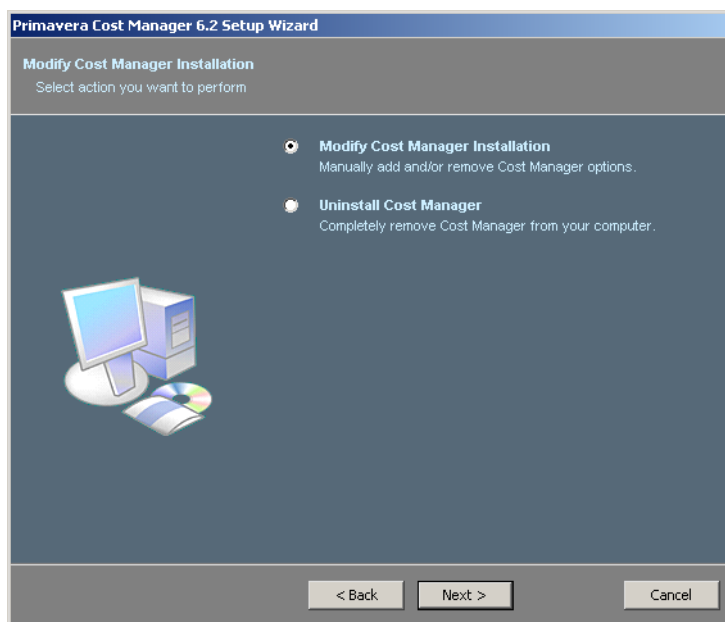 Primavera Cost Manager 6.2 Setup Wizard
Modify Cost Manager Installation
Select action you want to perform
Modify Cost Manager Installation
Manually add and/or remove Cost Manager options.
Uninstall Cost Manager
Completely remove Cost Manager from your computer.
< Back
Next >
Cancel